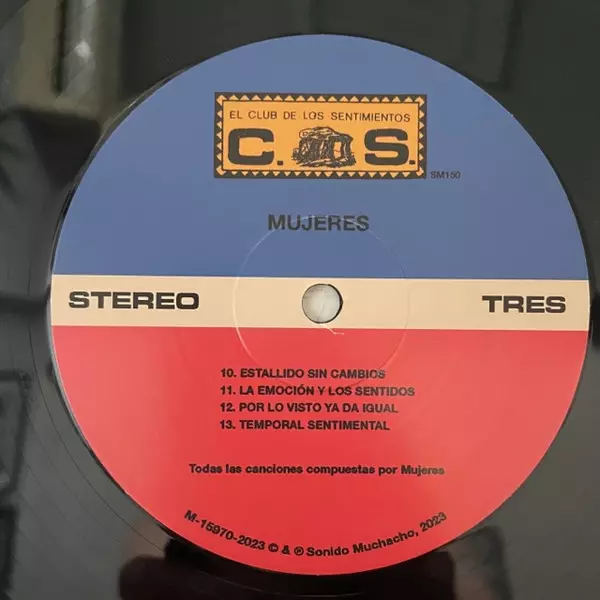 EL CLUB DE LOS SENTIMIENTOS
C. S.
SM150
MUJERES
STEREO TRES
10. ESTALLIDO SIN CAMBIOS
11. LA EMOCIÓN Y LOS SENTIDOS
12. POR LO VISTO YA DA IGUAL
13. TEMPORAL SENTIMENTAL
Todas las canciones compuestas por Mujeres
M-15970-2023 © & ℗ Sonido Muchacho, 2023